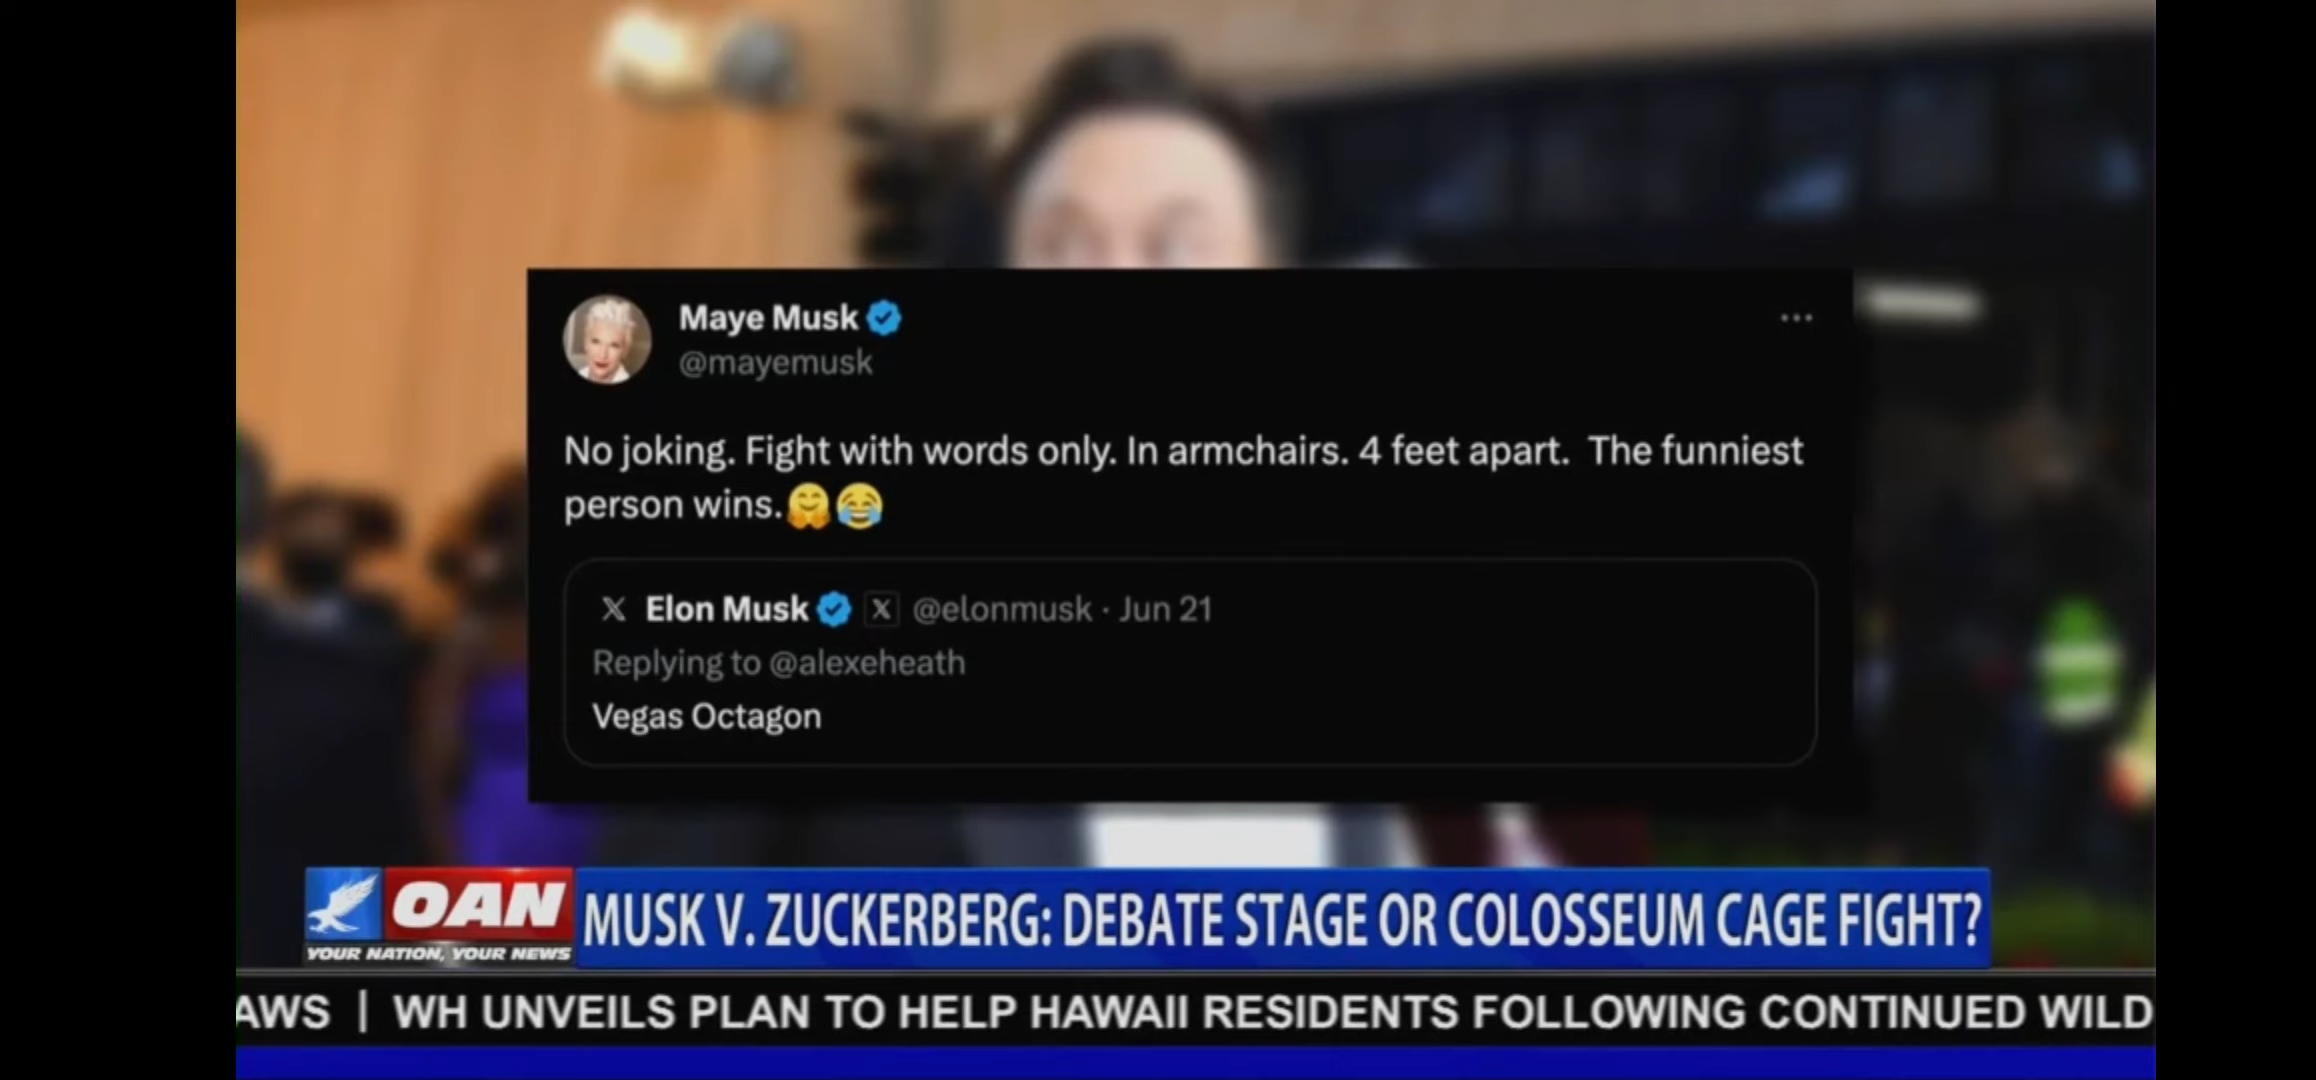 Maye Musk
@mayemusk
No joking. Fight with words only. In armchairs. 4 feet apart. The funniest
person wins.🤗😂
X Elon Musk X @elonmusk · Jun 21
Replying to @alexeheath
Vegas Octagon
OAN
YOUR NATION, YOUR NEWS
MUSK V. ZUCKERBERG: DEBATE STAGE OR COLOSSEUM CAGE FIGHT?
AWS | WH UNVEILS PLAN TO HELP HAWAII RESIDENTS FOLLOWING CONTINUED WILD